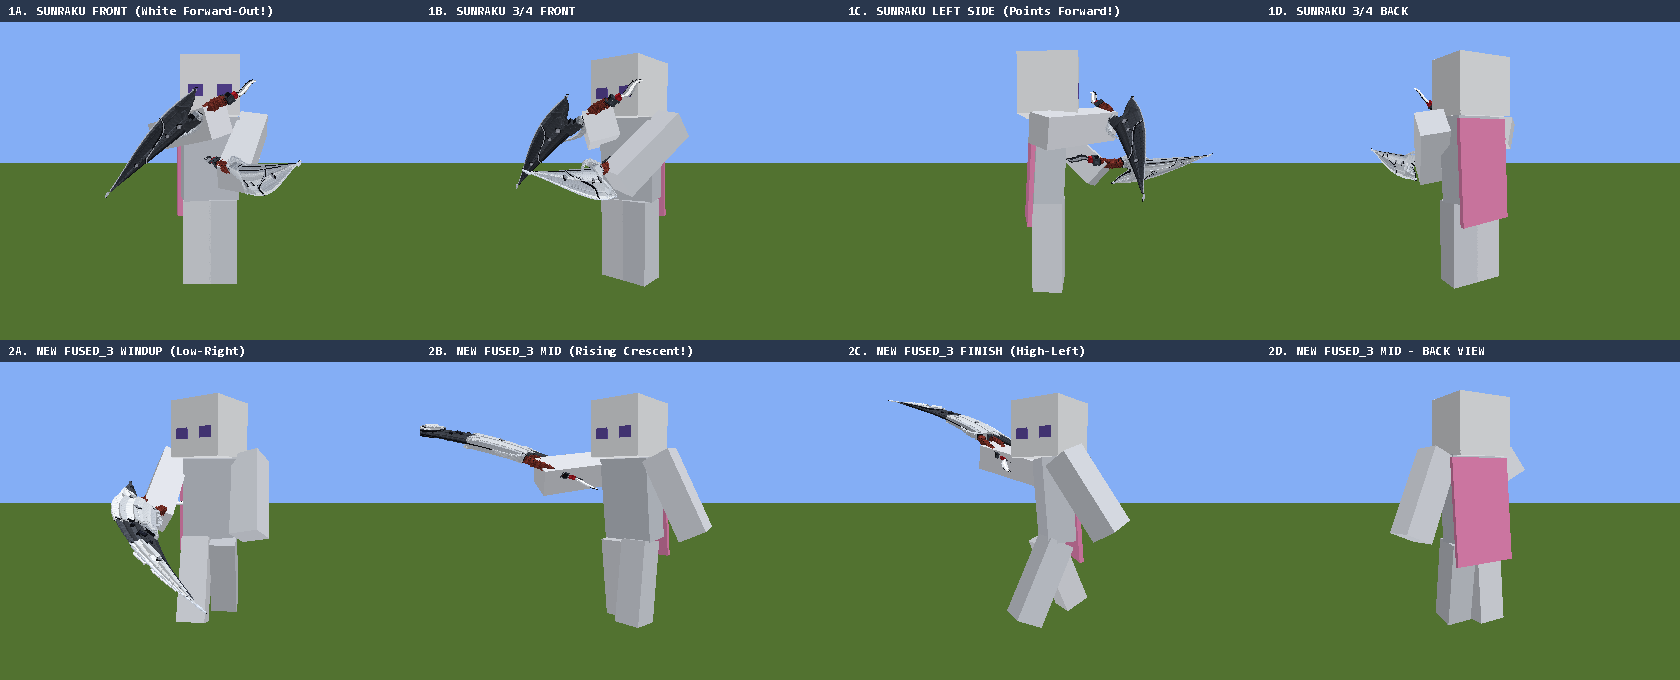 1A. SUNRAKU FRONT (White Forward-Out!)
1B. SUNRAKU 3/4 FRONT
1C. SUNRAKU LEFT SIDE (Points Forward!)
1D. SUNRAKU 3/4 BACK
2A. NEW FUSED_3 WINDUP (Low-Right)
2B. NEW FUSED_3 MID (Rising Crescent!)
2C. NEW FUSED_3 FINISH (High-Left)
2D. NEW FUSED_3 MID - BACK VIEW